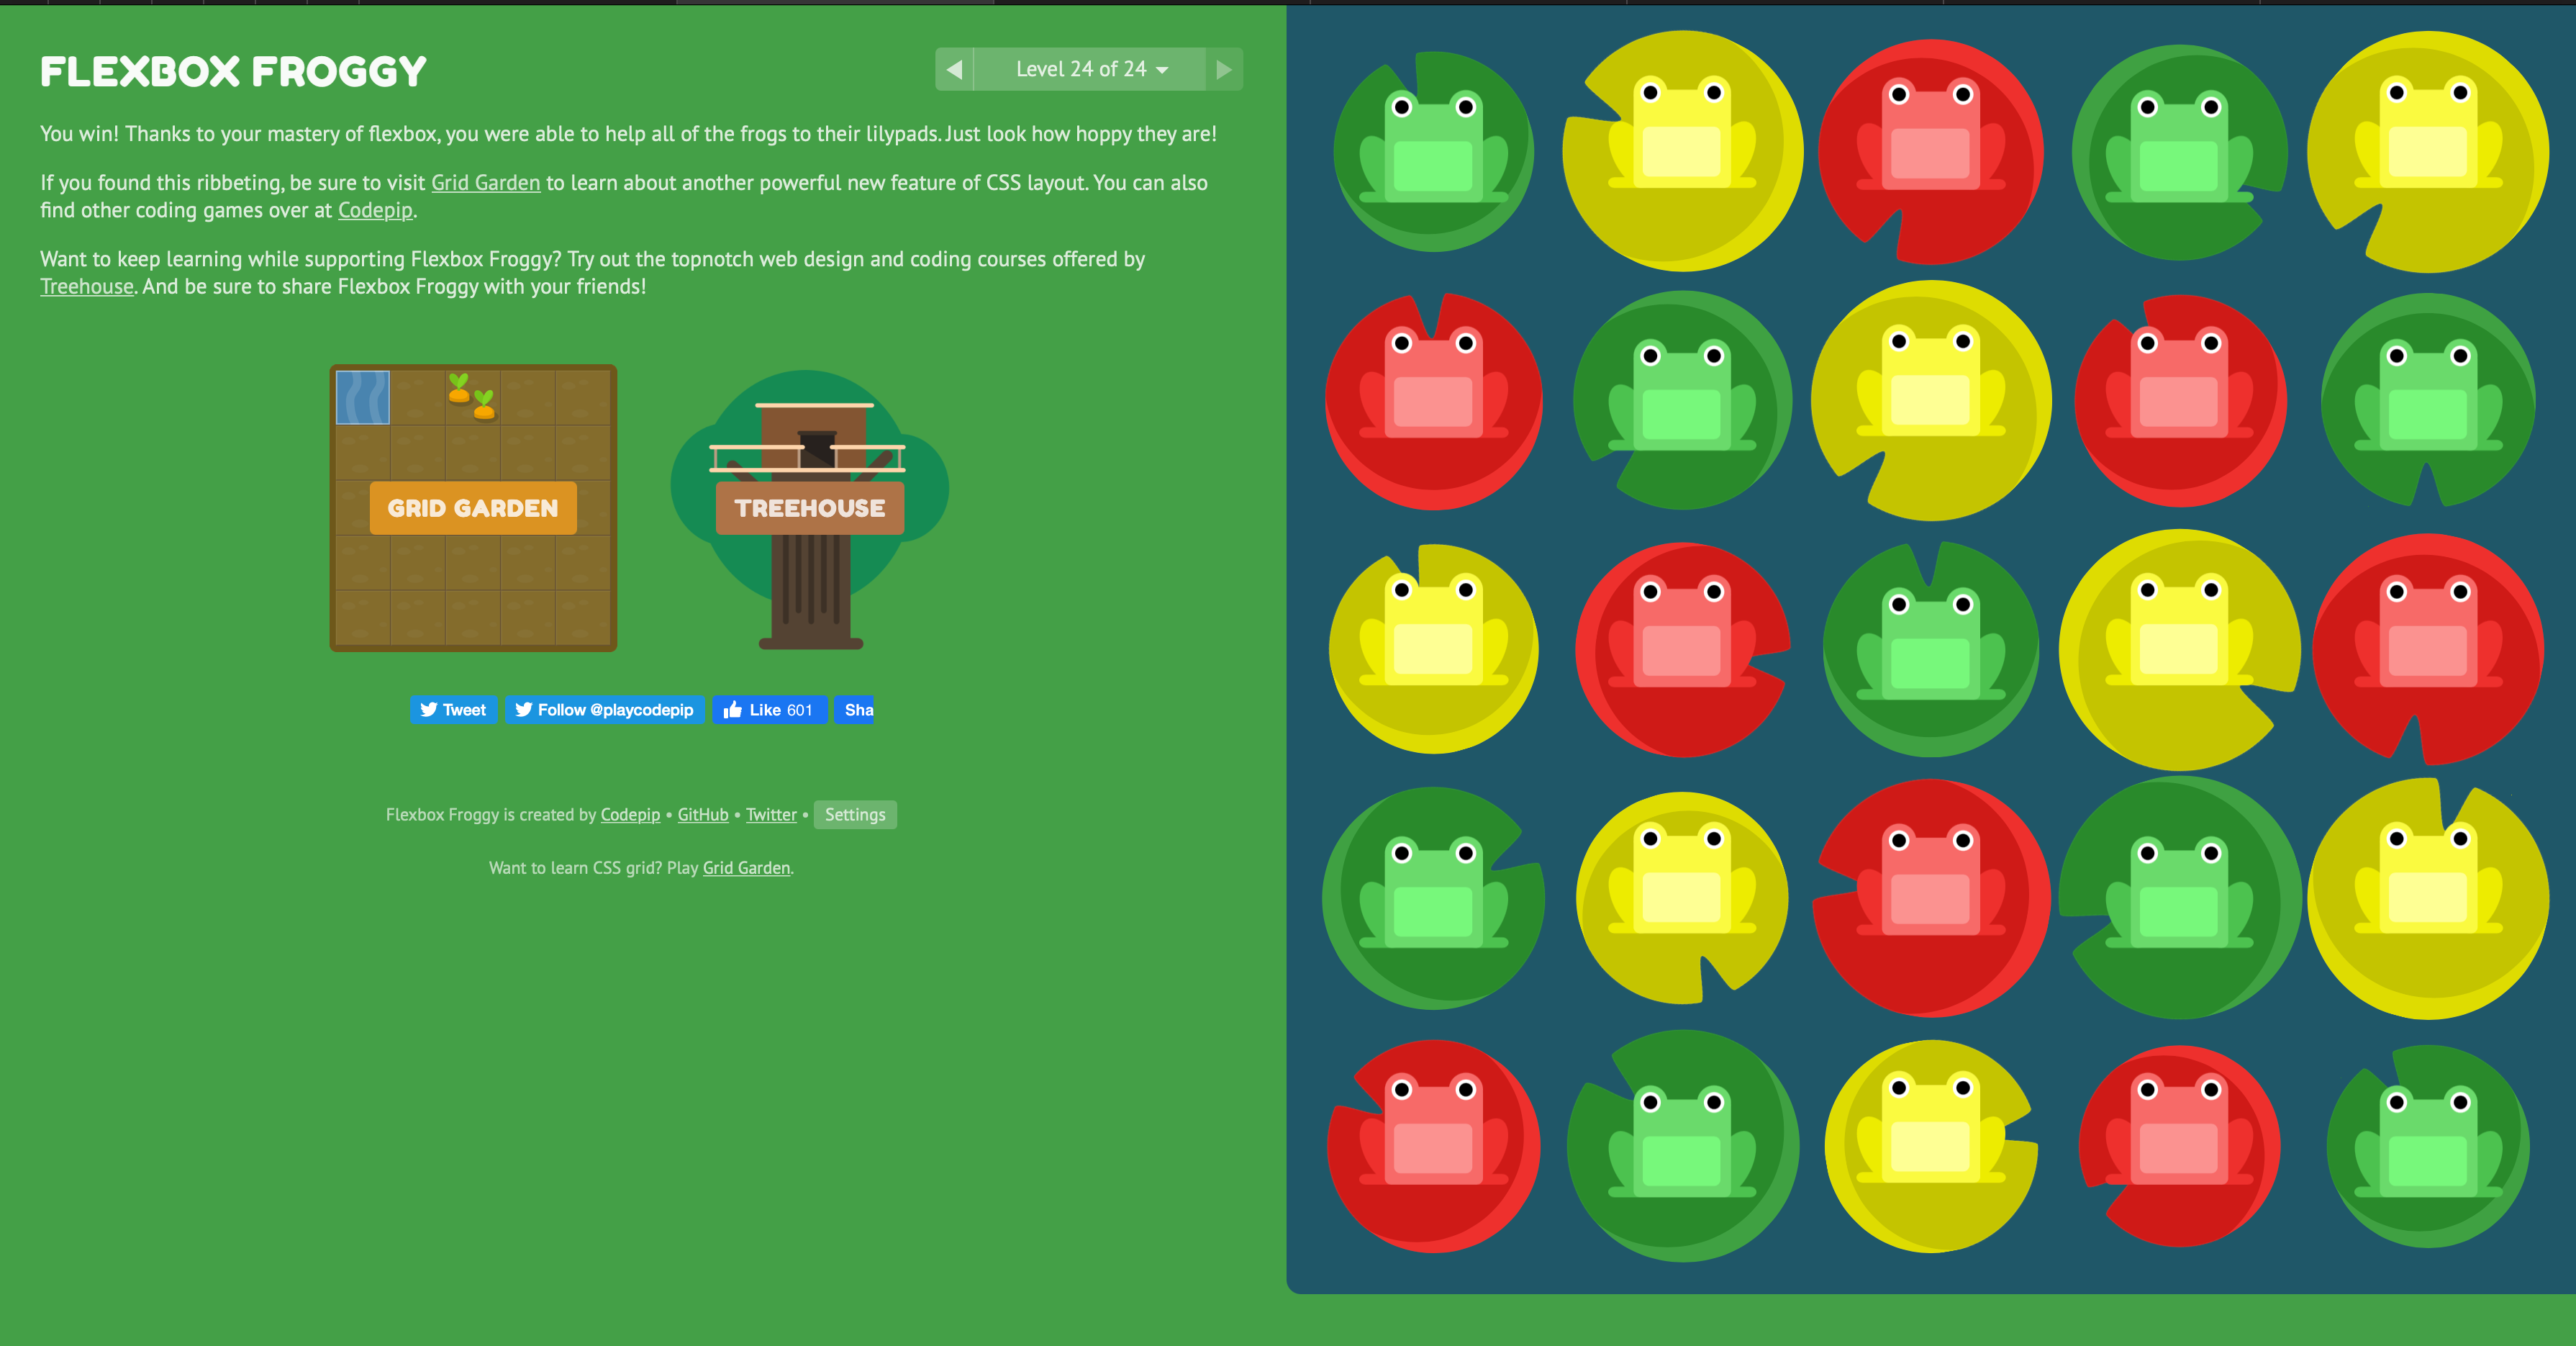 FLEXBOX FROGGY
Level 24 of 24
You win! Thanks to your mastery of flexbox, you were able to help all of the frogs to their lilypads. Just look how hoppy they are!
If you found this ribbeting, be sure to visit Grid Garden to learn about another powerful new feature of CSS layout. You can also
find other coding games over at Codepip.
Want to keep learning while supporting Flexbox Froggy? Try out the topnotch web design and coding courses offered by
Treehouse. And be sure to share Flexbox Froggy with your friends!
GRID GARDEN
TREEHOUSE
Tweet
Follow @playcodepip
Like 601
Sha
Flexbox Froggy is created by Codepip • GitHub • Twitter • Settings
Want to learn CSS grid? Play Grid Garden.